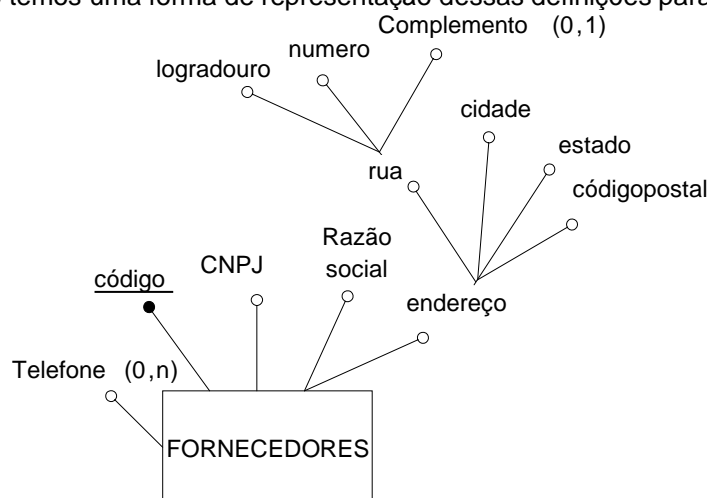 temos uma forma de representação dessas definições para
Complemento (0,1)
numero
logradouro
cidade
estado
rua
códigopostal
Razão
social
CNPJ
código
endereço
Telefone (0,n)
FORNECEDORES